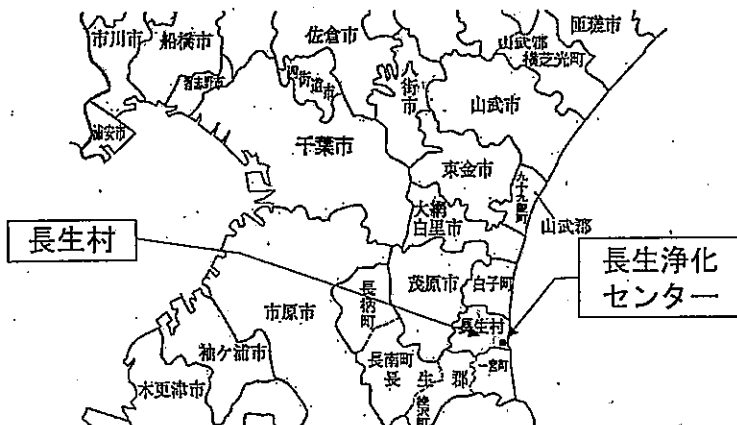 市川市
船橋市
習志野市
浦安市
佐倉市
四街道市
八街市
山武郡
横芝光町
匝瑳市
山武市
千葉市
東金市
九十九里町
山武郡
大網
白里市
長生村
長生浄化
センター
茂原市
白子町
市原市
長柄町
長生村
長南町
長生郡
一宮町
睦沢町
袖ケ浦市
木更津市